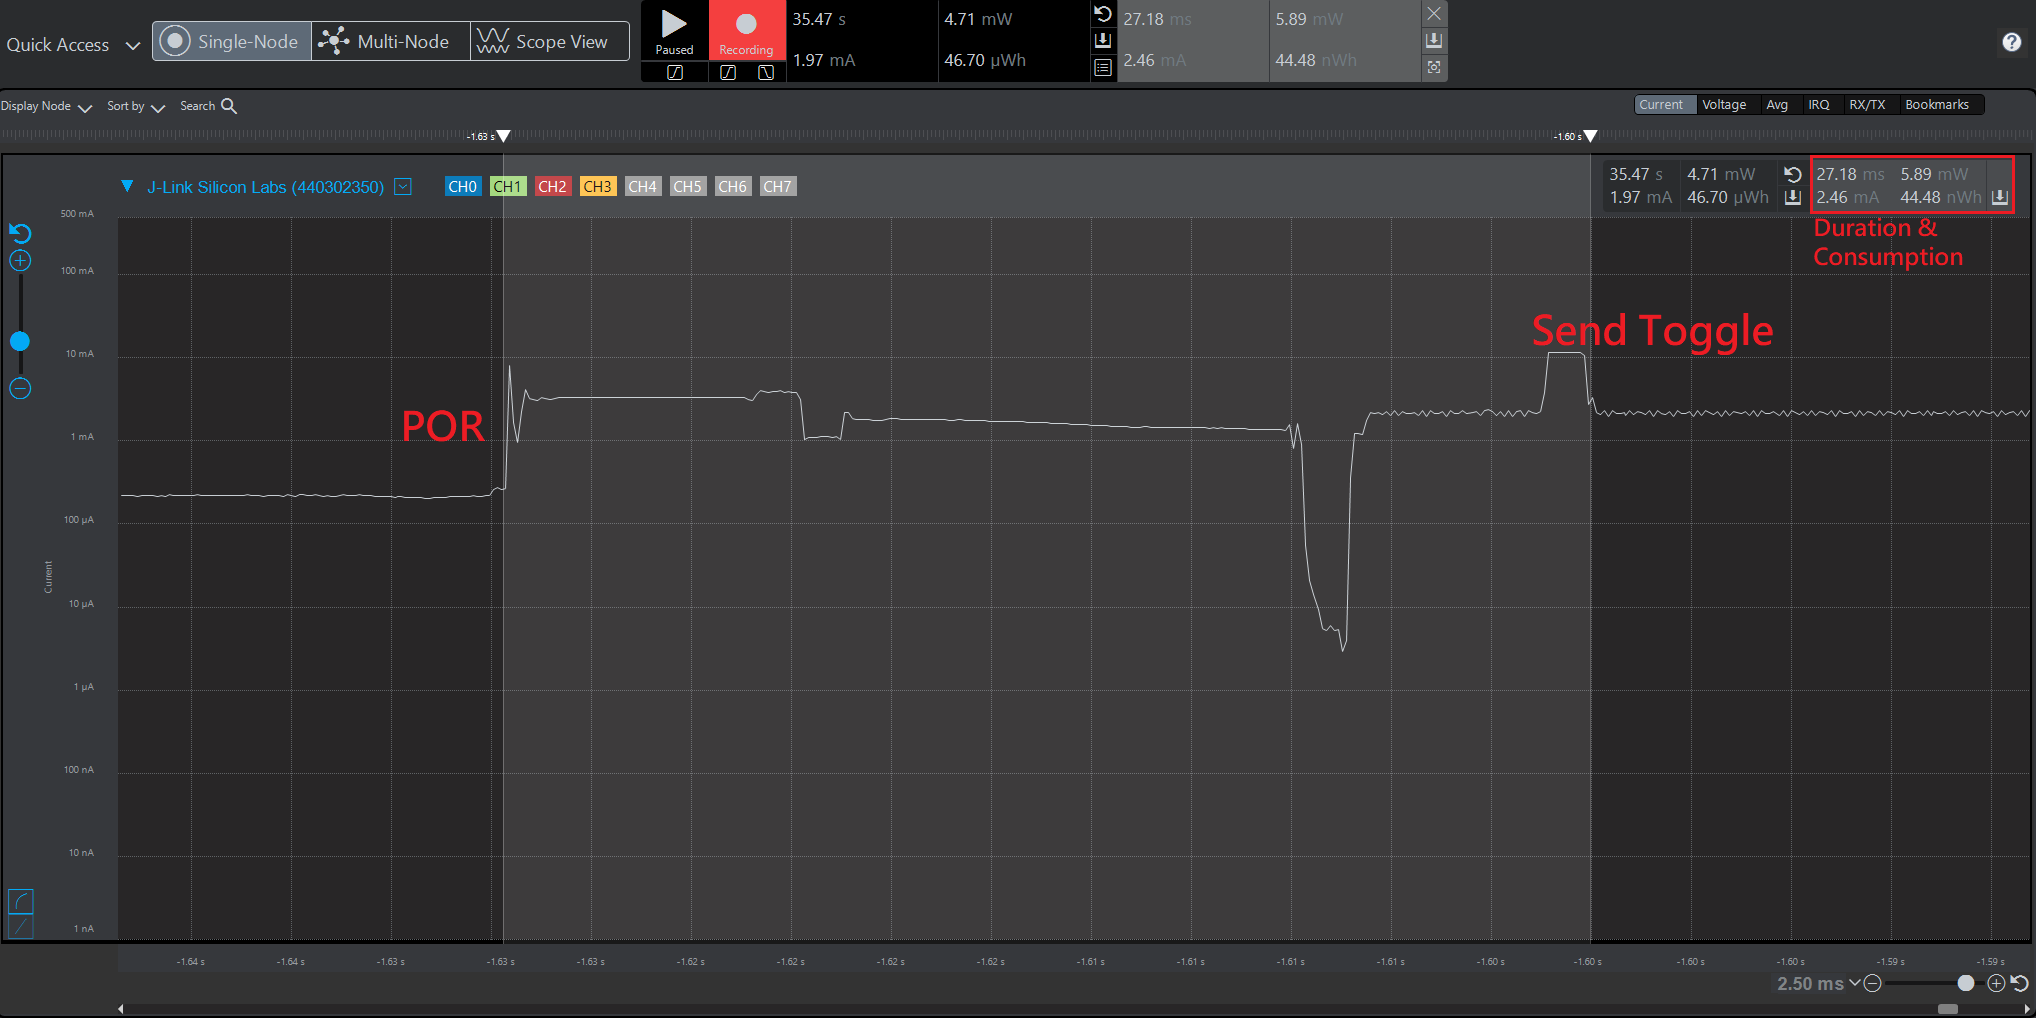 Quick Access
Single-Node
Multi-Node
Scope View
Paused
Recording
35.47 s
4.71 mW
1.97 mA
46.70 µWh
27.18 ms
5.89 mW
2.46 mA
44.48 nWh
Display Node
Sort by
Search
Current
Voltage
Avg
IRQ
RX/TX
Bookmarks
-1.63 s
-1.60 s
J-Link Silicon Labs (440302350)
CH0
CH1
CH2
CH3
CH4
CH5
CH6
CH7
35.47 s
4.71 mW
1.97 mA
46.70 µWh
27.18 ms
5.89 mW
2.46 mA
44.48 nWh
Duration &
Consumption
Send Toggle
POR
500 mA
100 mA
10 mA
1 mA
100 µA
10 µA
1 µA
100 nA
10 nA
1 nA
Current
-1.64 s
-1.64 s
-1.63 s
-1.63 s
-1.63 s
-1.62 s
-1.62 s
-1.62 s
-1.62 s
-1.61 s
-1.61 s
-1.61 s
-1.61 s
-1.60 s
-1.60 s
-1.60 s
-1.60 s
-1.59 s
-1.59 s
2.50 ms